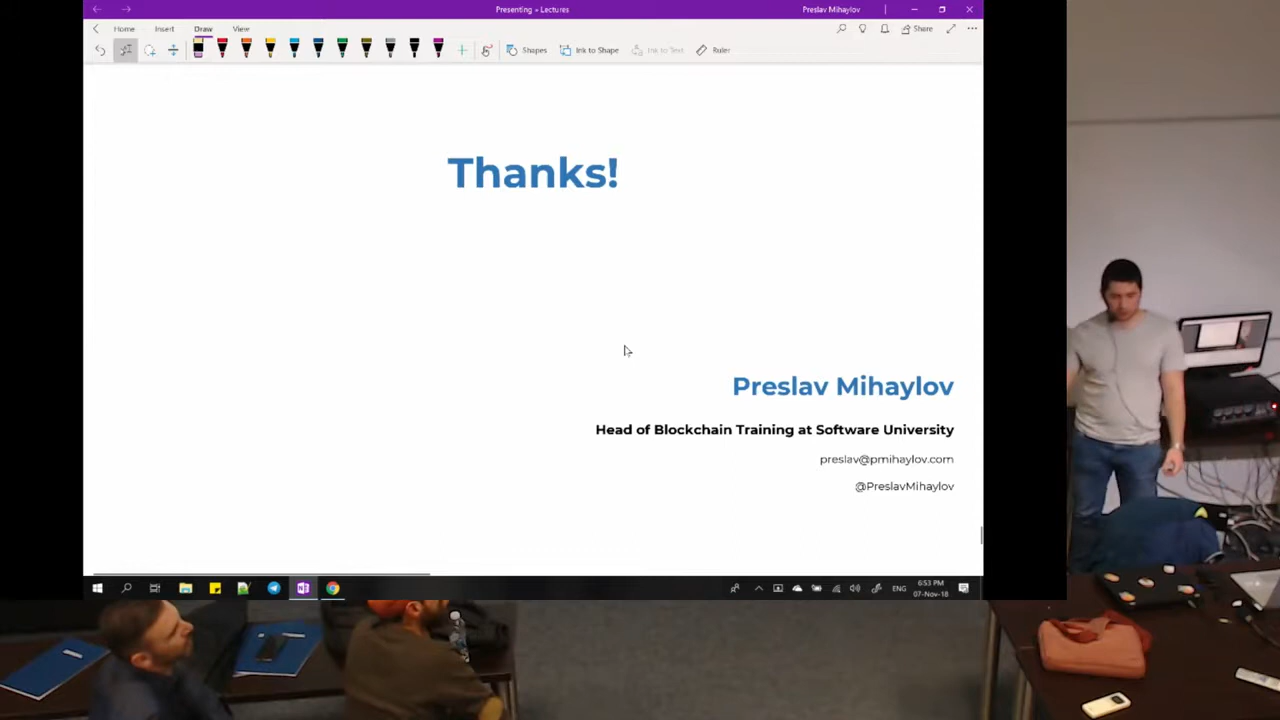 Presenting » Lectures
Preslav Mihaylov
Home Insert Draw View
Share
Shapes
Ink to Shape
Ink to Text
Ruler
Thanks!
Preslav Mihaylov
Head of Blockchain Training at Software University
preslav@pmihaylov.com
@PreslavMihaylov
ENG
6:53 PM
07-Nov-18